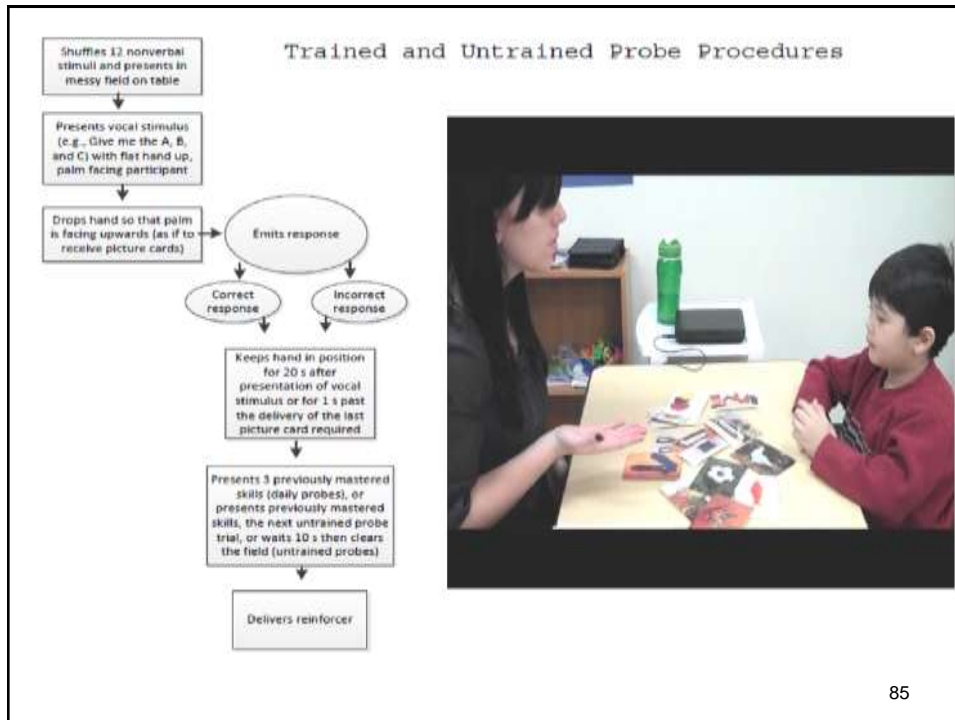 Trained and Untrained Probe Procedures
Shuffles 12 nonverbal
stimuli and presents in
messy field on table
Presents vocal stimulus
(e.g., Give me the A, B,
and C) with flat hand up,
palm facing participant
Drops hand so that palm
is facing upwards (as if to
receive picture cards)
Emits response
Correct
response
Incorrect
response
Keeps hand in position
for 20 s after
presentation of vocal
stimulus or for 1 s past
the delivery of the last
picture card required
Presents 3 previously mastered
skills (daily probes), or
presents previously mastered
skills, the next untrained probe
trial, or waits 10 s then clears
the field (untrained probes)
Delivers reinforcer
85